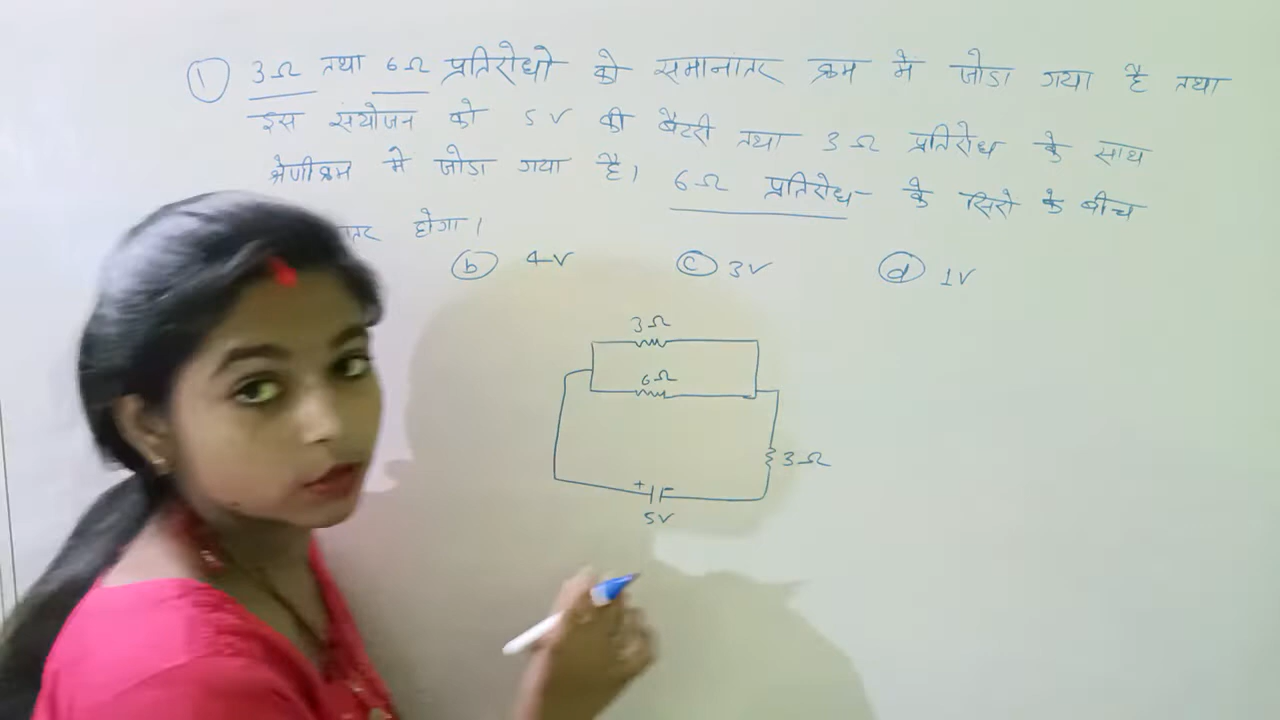 ① 3Ω तथा 6Ω प्रतिरोधो को समानांतर क्रम मे जोडा गया है तथा
इस संयोजन को 5V की बैटरी तथा 3Ω प्रतिरोध के साथ
श्रेणीक्रम मे जोडा गया है। 6Ω प्रतिरोध के सिरो के बीच
होगा।
ⓑ 4V ⓒ 3V ⓓ 1V
3Ω
6Ω
3Ω
+
5V